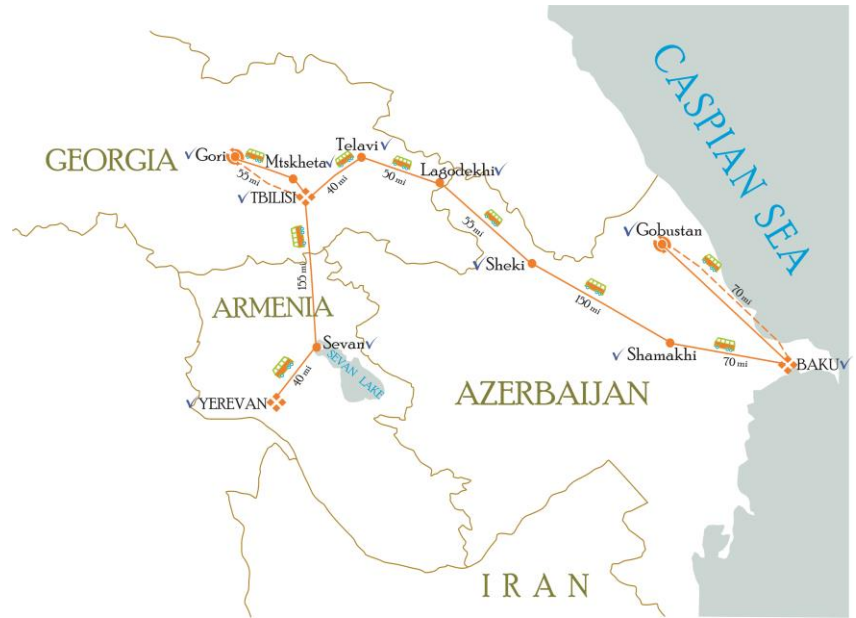 CASPIAN SEA
GEORGIA
Gori
Mtskheta
Telavi
55 mi
TBILISI
40 mi
50 mi
Lagodekhi
55 mi
Gobustan
Sheki
155 mi
70 mi
150 mi
ARMENIA
Sevan
SEVAN LAKE
40 mi
YEREVAN
Shamakhi
70 mi
BAKU
AZERBAIJAN
IRAN